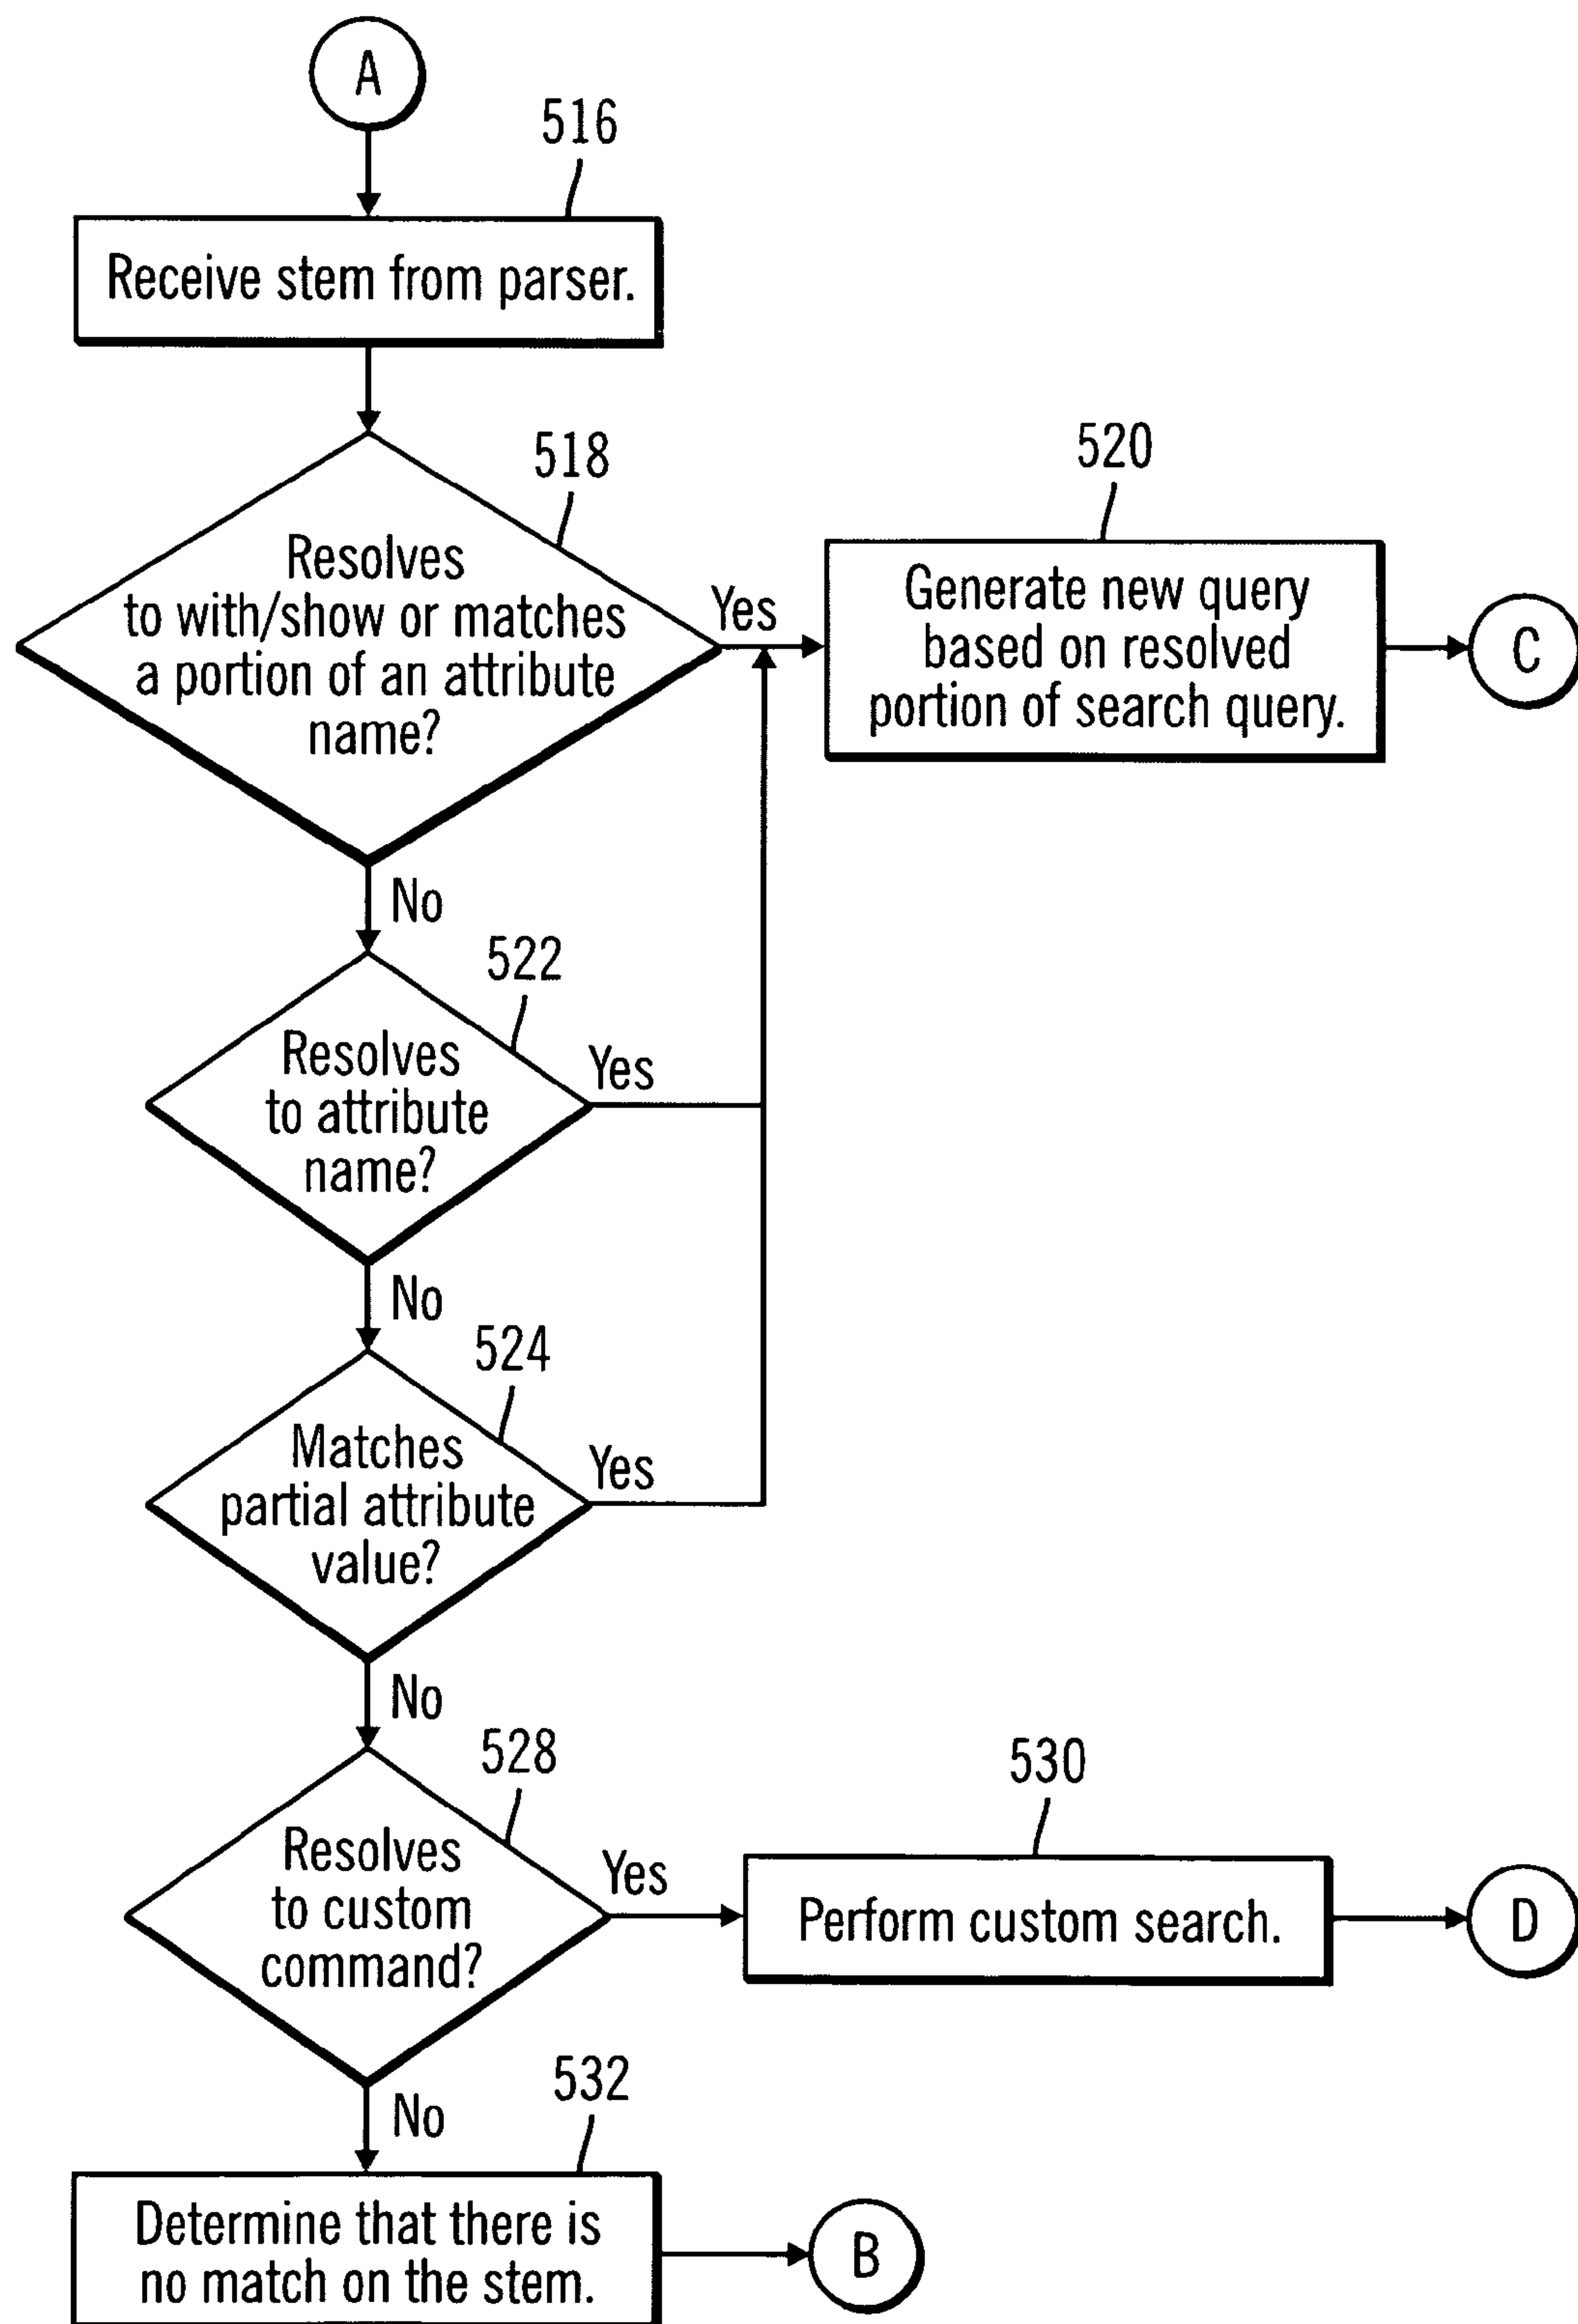 A
516
Receive stem from parser.
518
Resolves
to with/show or matches
a portion of an attribute
name?
Yes
520
Generate new query
based on resolved
portion of search query.
C
No
522
Resolves
to attribute
name?
Yes
No
524
Matches
partial attribute
value?
Yes
No
528
Resolves
to custom
command?
Yes
530
Perform custom search.
D
No
532
Determine that there is
no match on the stem.
B